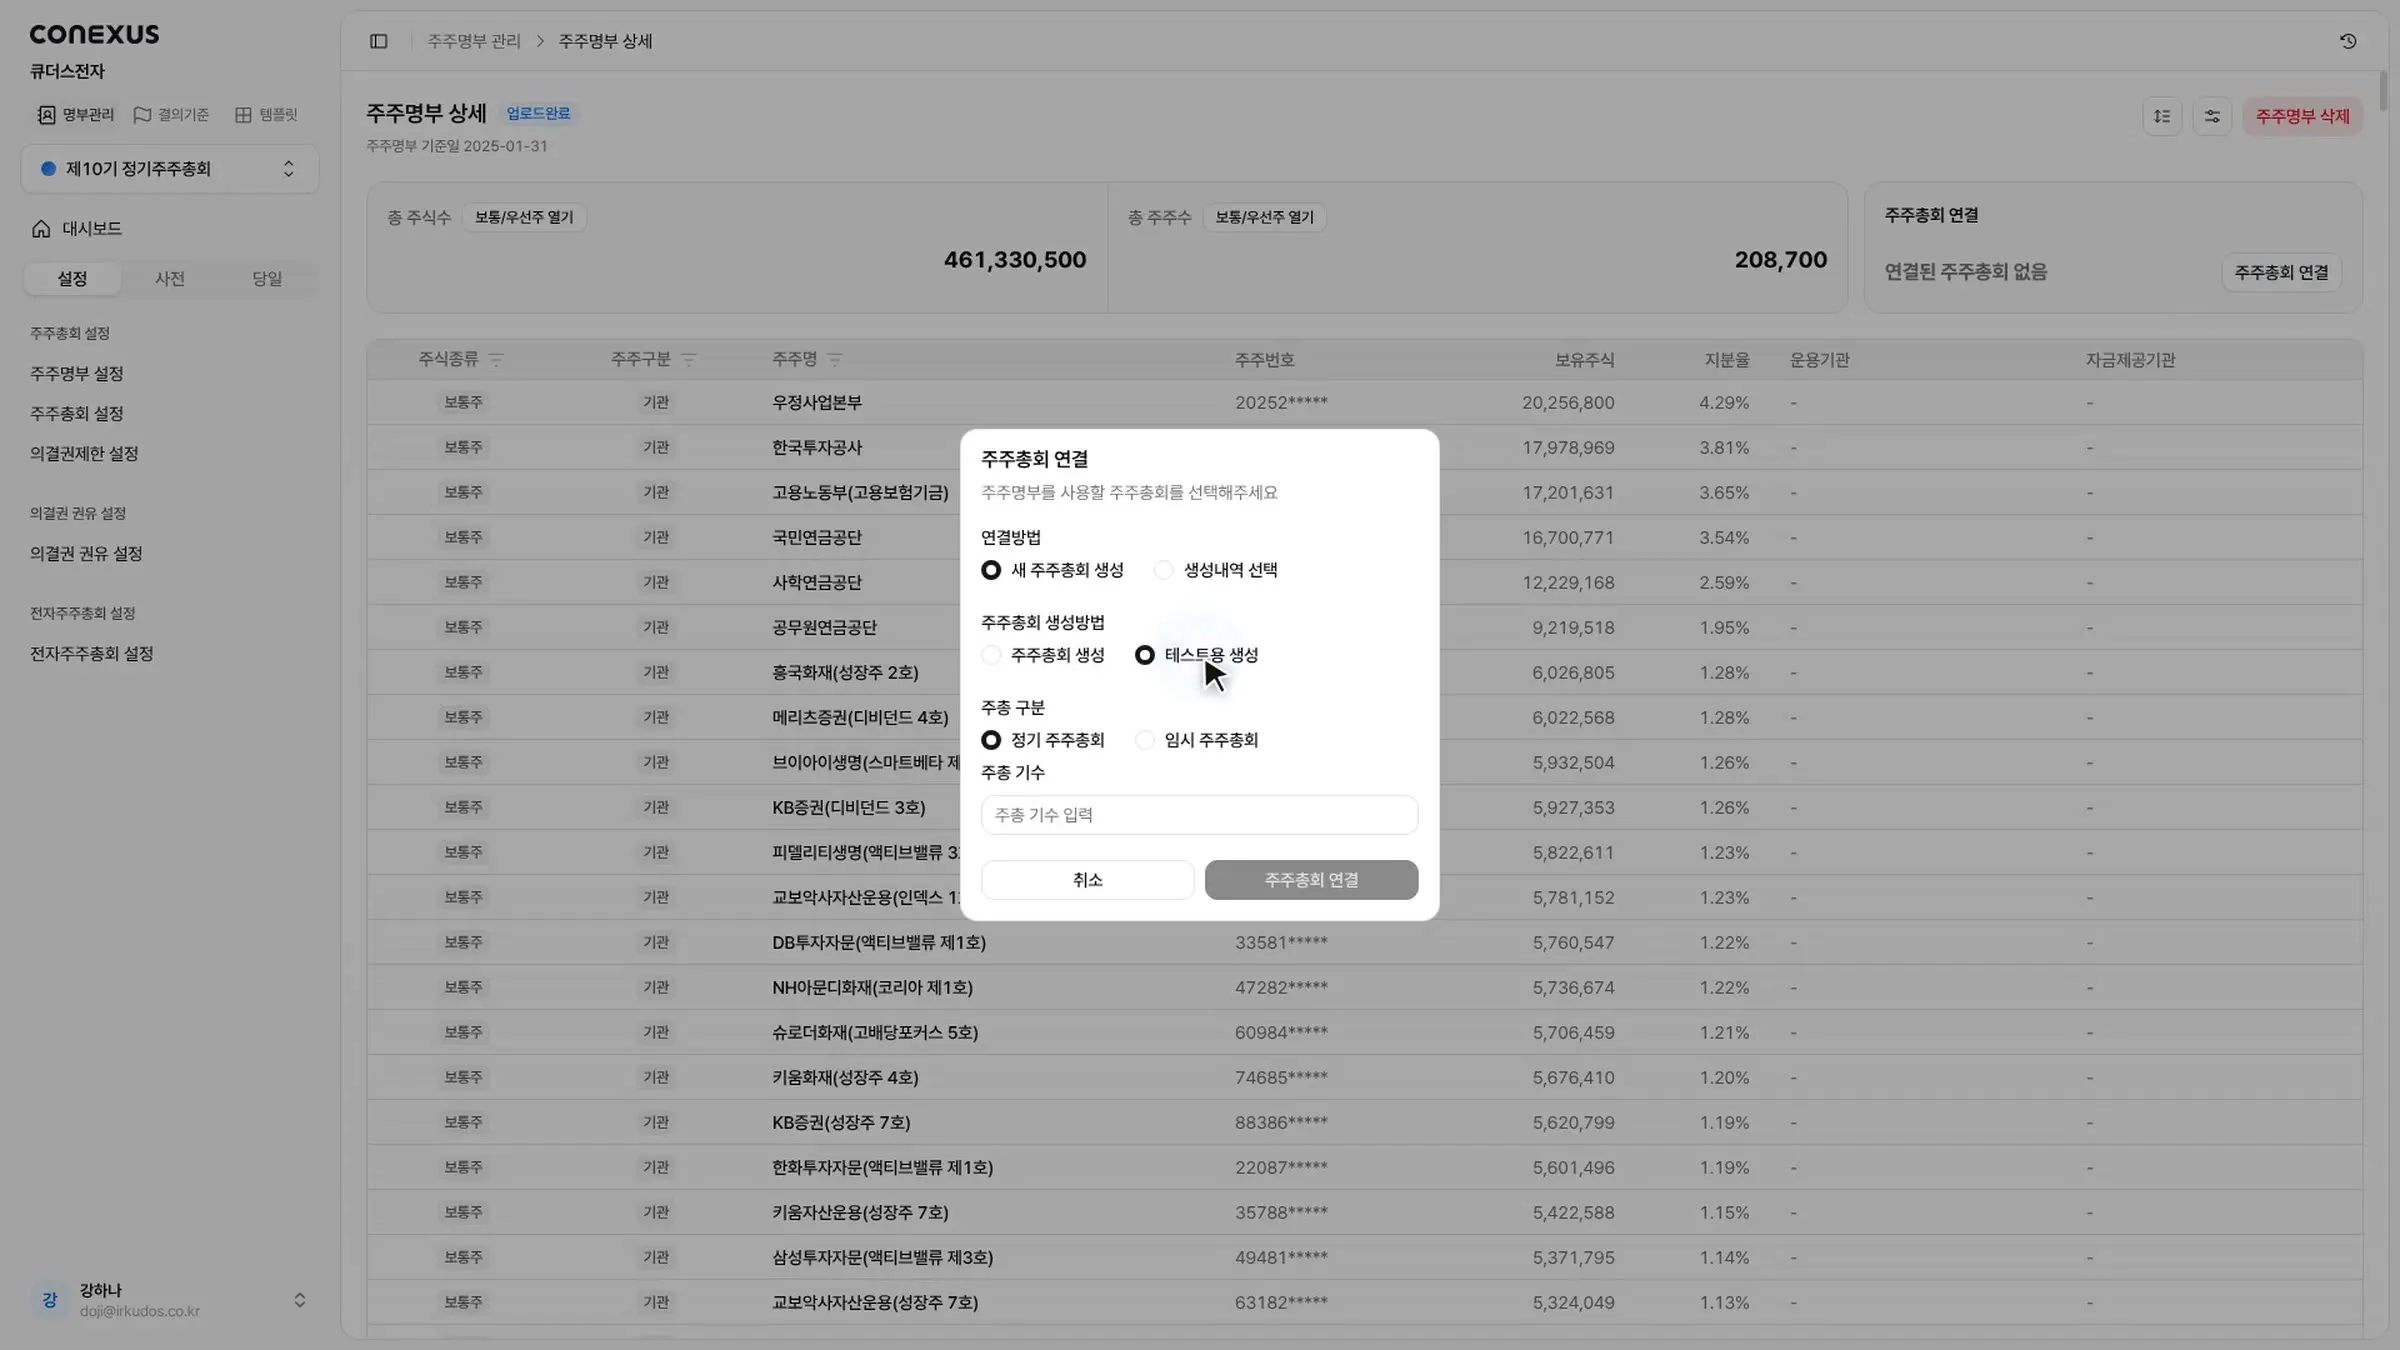 CONEXUS
큐더스전자
명부관리 결의기준 템플릿
제10기 정기주주총회
대시보드
설정 사전 당일
주주총회 설정
주주명부 설정
주주총회 설정
의결권제한 설정
의결권 권유 설정
의결권 권유 설정
전자주주총회 설정
전자주주총회 설정
강 강하나
doji@irkudos.co.kr
주주명부 관리 > 주주명부 상세
주주명부 상세 업로드완료
주주명부 기준일 2025-01-31
주주명부 삭제
총 주식수 보통/우선주 열기
461,330,500
총 주주수 보통/우선주 열기
208,700
주주총회 연결
연결된 주주총회 없음 주주총회 연결
주식종류 주주구분 주주명 주주번호 보유주식 지분율 운용기관 자금제공기관
보통주 기관 우정사업본부 20252***** 20,256,800 4.29% - -
보통주 기관 한국투자공사 17,978,969 3.81% - -
보통주 기관 고용노동부(고용보험기금) 17,201,631 3.65% - -
보통주 기관 국민연금공단 16,700,771 3.54% - -
보통주 기관 사학연금공단 12,229,168 2.59% - -
보통주 기관 공무원연금공단 9,219,518 1.95% - -
보통주 기관 흥국화재(성장주 2호) 6,026,805 1.28% - -
보통주 기관 메리츠증권(디비던드 4호) 6,022,568 1.28% - -
보통주 기관 브이아이생명(스마트베타 제 5,932,504 1.26% - -
보통주 기관 KB증권(디비던드 3호) 5,927,353 1.26% - -
보통주 기관 피델리티생명(액티브밸류 3 5,822,611 1.23% - -
보통주 기관 교보악사자산운용(인덱스 1 5,781,152 1.23% - -
보통주 기관 DB투자자문(액티브밸류 제1호) 33581***** 5,760,547 1.22% - -
보통주 기관 NH아문디화재(코리아 제1호) 47282***** 5,736,674 1.22% - -
보통주 기관 슈로더화재(고배당포커스 5호) 60984***** 5,706,459 1.21% - -
보통주 기관 키움화재(성장주 4호) 74685***** 5,676,410 1.20% - -
보통주 기관 KB증권(성장주 7호) 88386***** 5,620,799 1.19% - -
보통주 기관 한화투자자문(액티브밸류 제1호) 22087***** 5,601,496 1.19% - -
보통주 기관 키움자산운용(성장주 7호) 35788***** 5,422,588 1.15% - -
보통주 기관 삼성투자자문(액티브밸류 제3호) 49481***** 5,371,795 1.14% - -
보통주 기관 교보악사자산운용(성장주 7호) 63182***** 5,324,049 1.13% - -
주주총회 연결
주주명부를 사용할 주주총회를 선택해주세요
연결방법
새 주주총회 생성 생성내역 선택
주주총회 생성방법
주주총회 생성 테스트용 생성
주총 구분
정기 주주총회 임시 주주총회
주총 기수
주총 기수 입력
취소 주주총회 연결